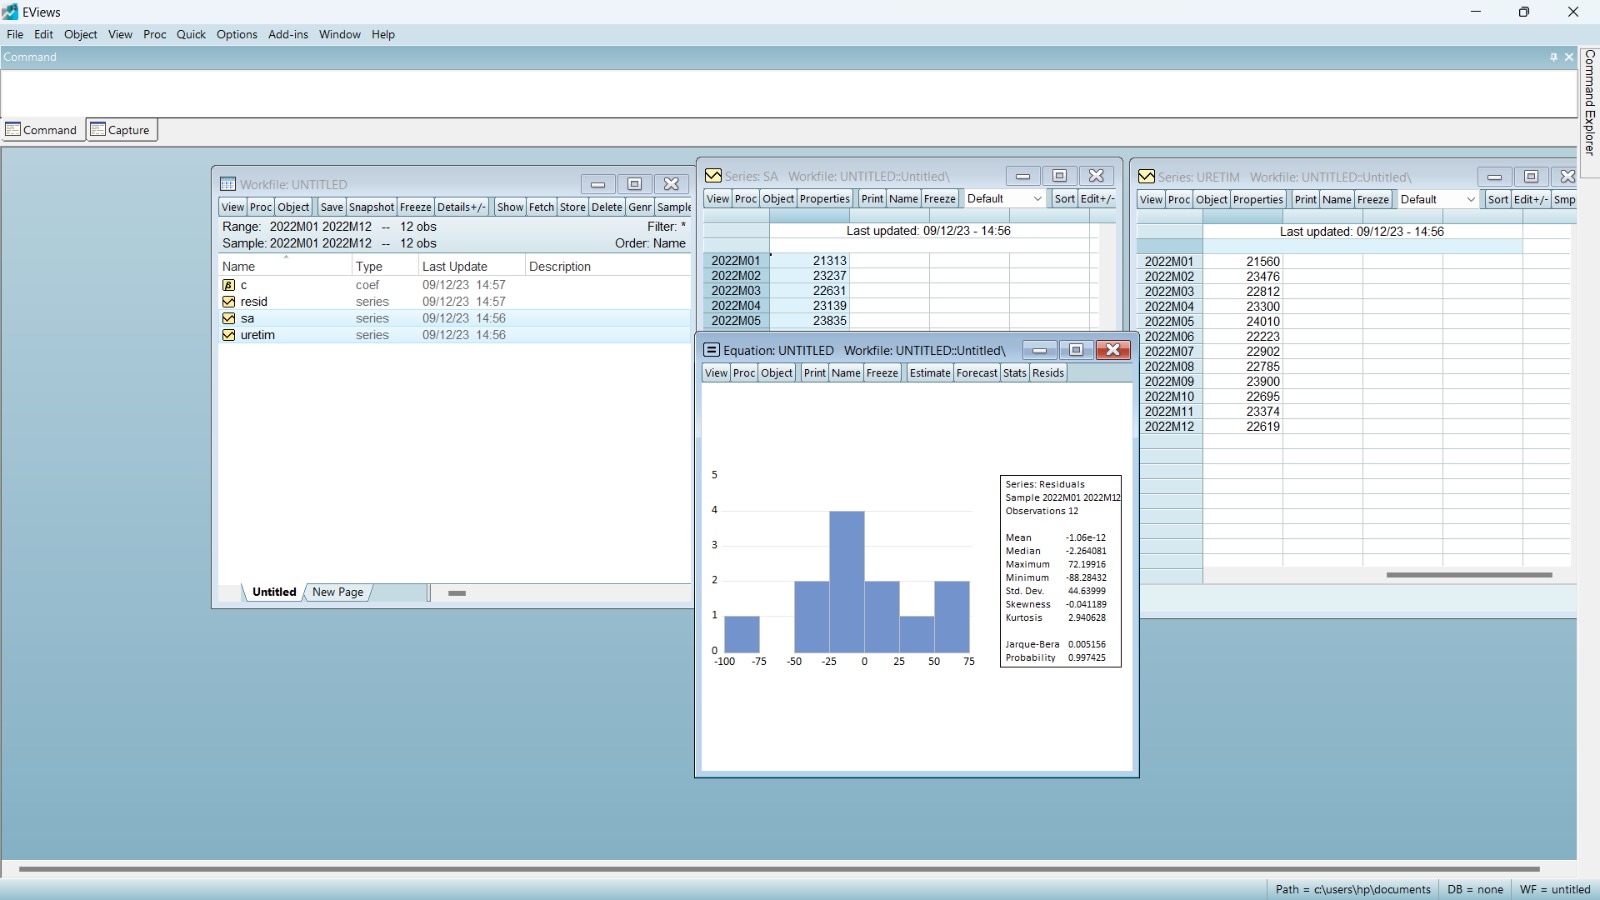 EViews
File Edit Object View Proc Quick Options Add-ins Window Help
Command
Command Capture
Command Explorer
Workfile: UNTITLED
View Proc Object Save Snapshot Freeze Details+/- Show Fetch Store Delete Genr Sample
Range: 2022M01 2022M12 -- 12 obs Filter: *
Sample: 2022M01 2022M12 -- 12 obs Order: Name
Name Type Last Update Description
β c coef 09/12/23 14:57
resid series 09/12/23 14:57
sa series 09/12/23 14:56
uretim series 09/12/23 14:56
Untitled New Page
Series: SA Workfile: UNTITLED::Untitled\
View Proc Object Properties Print Name Freeze Default Sort Edit+/-
Last updated: 09/12/23 - 14:56
2022M01 21313
2022M02 23237
2022M03 22631
2022M04 23139
2022M05 23835
Series: URETIM Workfile: UNTITLED::Untitled\
View Proc Object Properties Print Name Freeze Default Sort Edit+/- Smp
Last updated: 09/12/23 - 14:56
2022M01 21560
2022M02 23476
2022M03 22812
2022M04 23300
2022M05 24010
2022M06 22223
2022M07 22902
2022M08 22785
2022M09 23900
2022M10 22695
2022M11 23374
2022M12 22619
Equation: UNTITLED Workfile: UNTITLED::Untitled\
View Proc Object Print Name Freeze Estimate Forecast Stats Resids
5
4
3
2
1
0
-100 -75 -50 -25 0 25 50 75
Series: Residuals
Sample 2022M01 2022M12
Observations 12
Mean -1.06e-12
Median -2.264081
Maximum 72.19916
Minimum -88.28432
Std. Dev. 44.63999
Skewness -0.041189
Kurtosis 2.940628
Jarque-Bera 0.005156
Probability 0.997425
Path = c:\users\hp\documents DB = none WF = untitled